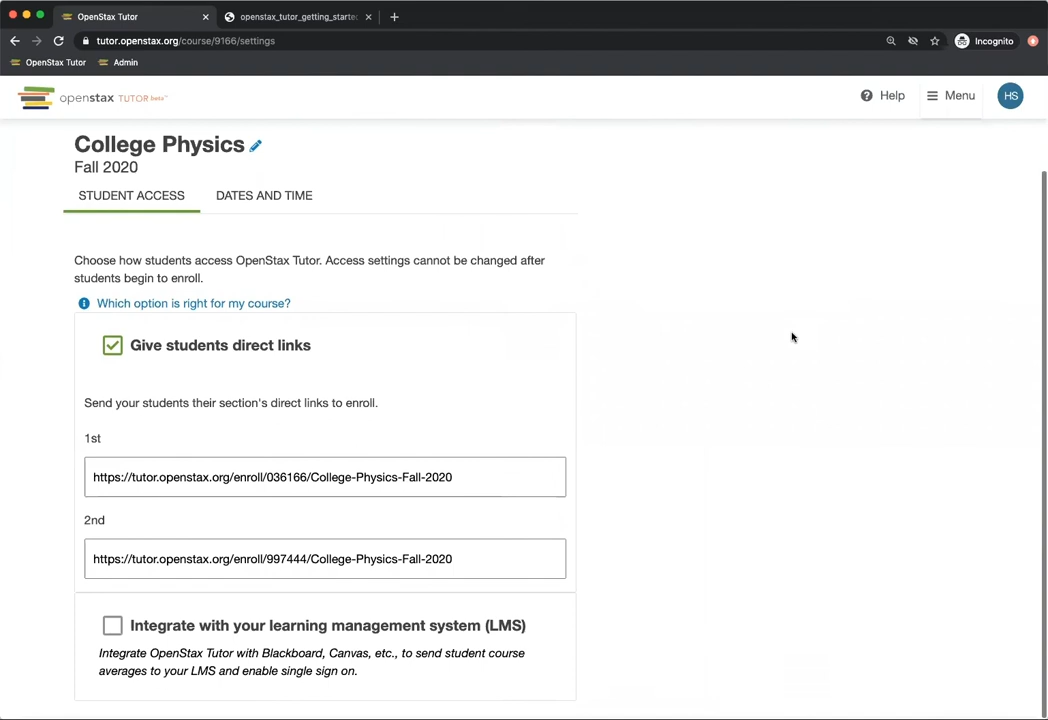 OpenStax Tutor
openstax_tutor_getting_starte
tutor.openstax.org/course/9166/settings
Incognito
OpenStax Tutor
Admin
openstax TUTOR beta
Help
Menu
HS
College Physics
Fall 2020
STUDENT ACCESS
DATES AND TIME
Choose how students access OpenStax Tutor. Access settings cannot be changed after
students begin to enroll.
Which option is right for my course?
Give students direct links
Send your students their section's direct links to enroll.
1st
https://tutor.openstax.org/enroll/036166/College-Physics-Fall-2020
2nd
https://tutor.openstax.org/enroll/997444/College-Physics-Fall-2020
Integrate with your learning management system (LMS)
Integrate OpenStax Tutor with Blackboard, Canvas, etc., to send student course
averages to your LMS and enable single sign on.